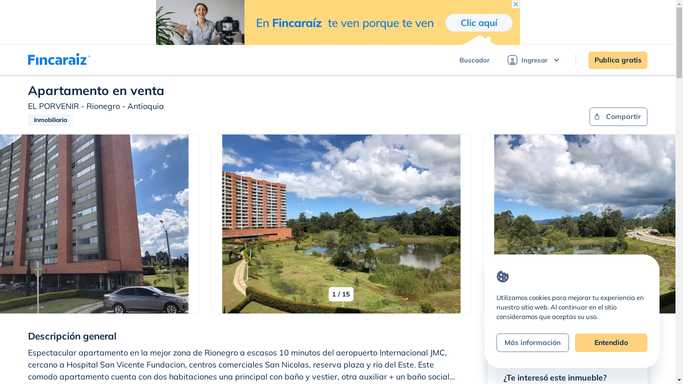 En Fincaraíz te ven porque te ven
Clic aquí
Fincaraíz
Buscador
Ingresar
Publica gratis
Apartamento en venta
EL PORVENIR - Rionegro - Antioquia
Inmobiliaria
Compartir
1 / 15
Utilizamos cookies para mejorar tu experiencia en
nuestro sitio web. Al continuar en el sitio
consideramos que aceptas su uso.
Más información
Entendido
Descripción general
Espectacular apartamento en la mejor zona de Rionegro a escasos 10 minutos del aeropuerto Internacional JMC,
cercano a Hospital San Vicente Fundacion, centros comerciales San Nicolas, reserva plaza y ria del Este. Este
comodo apartamento cuenta con dos habitaciones una principal con baño y vestier, otra auxiliar + un baño social...
¿Te interesó este inmueble?